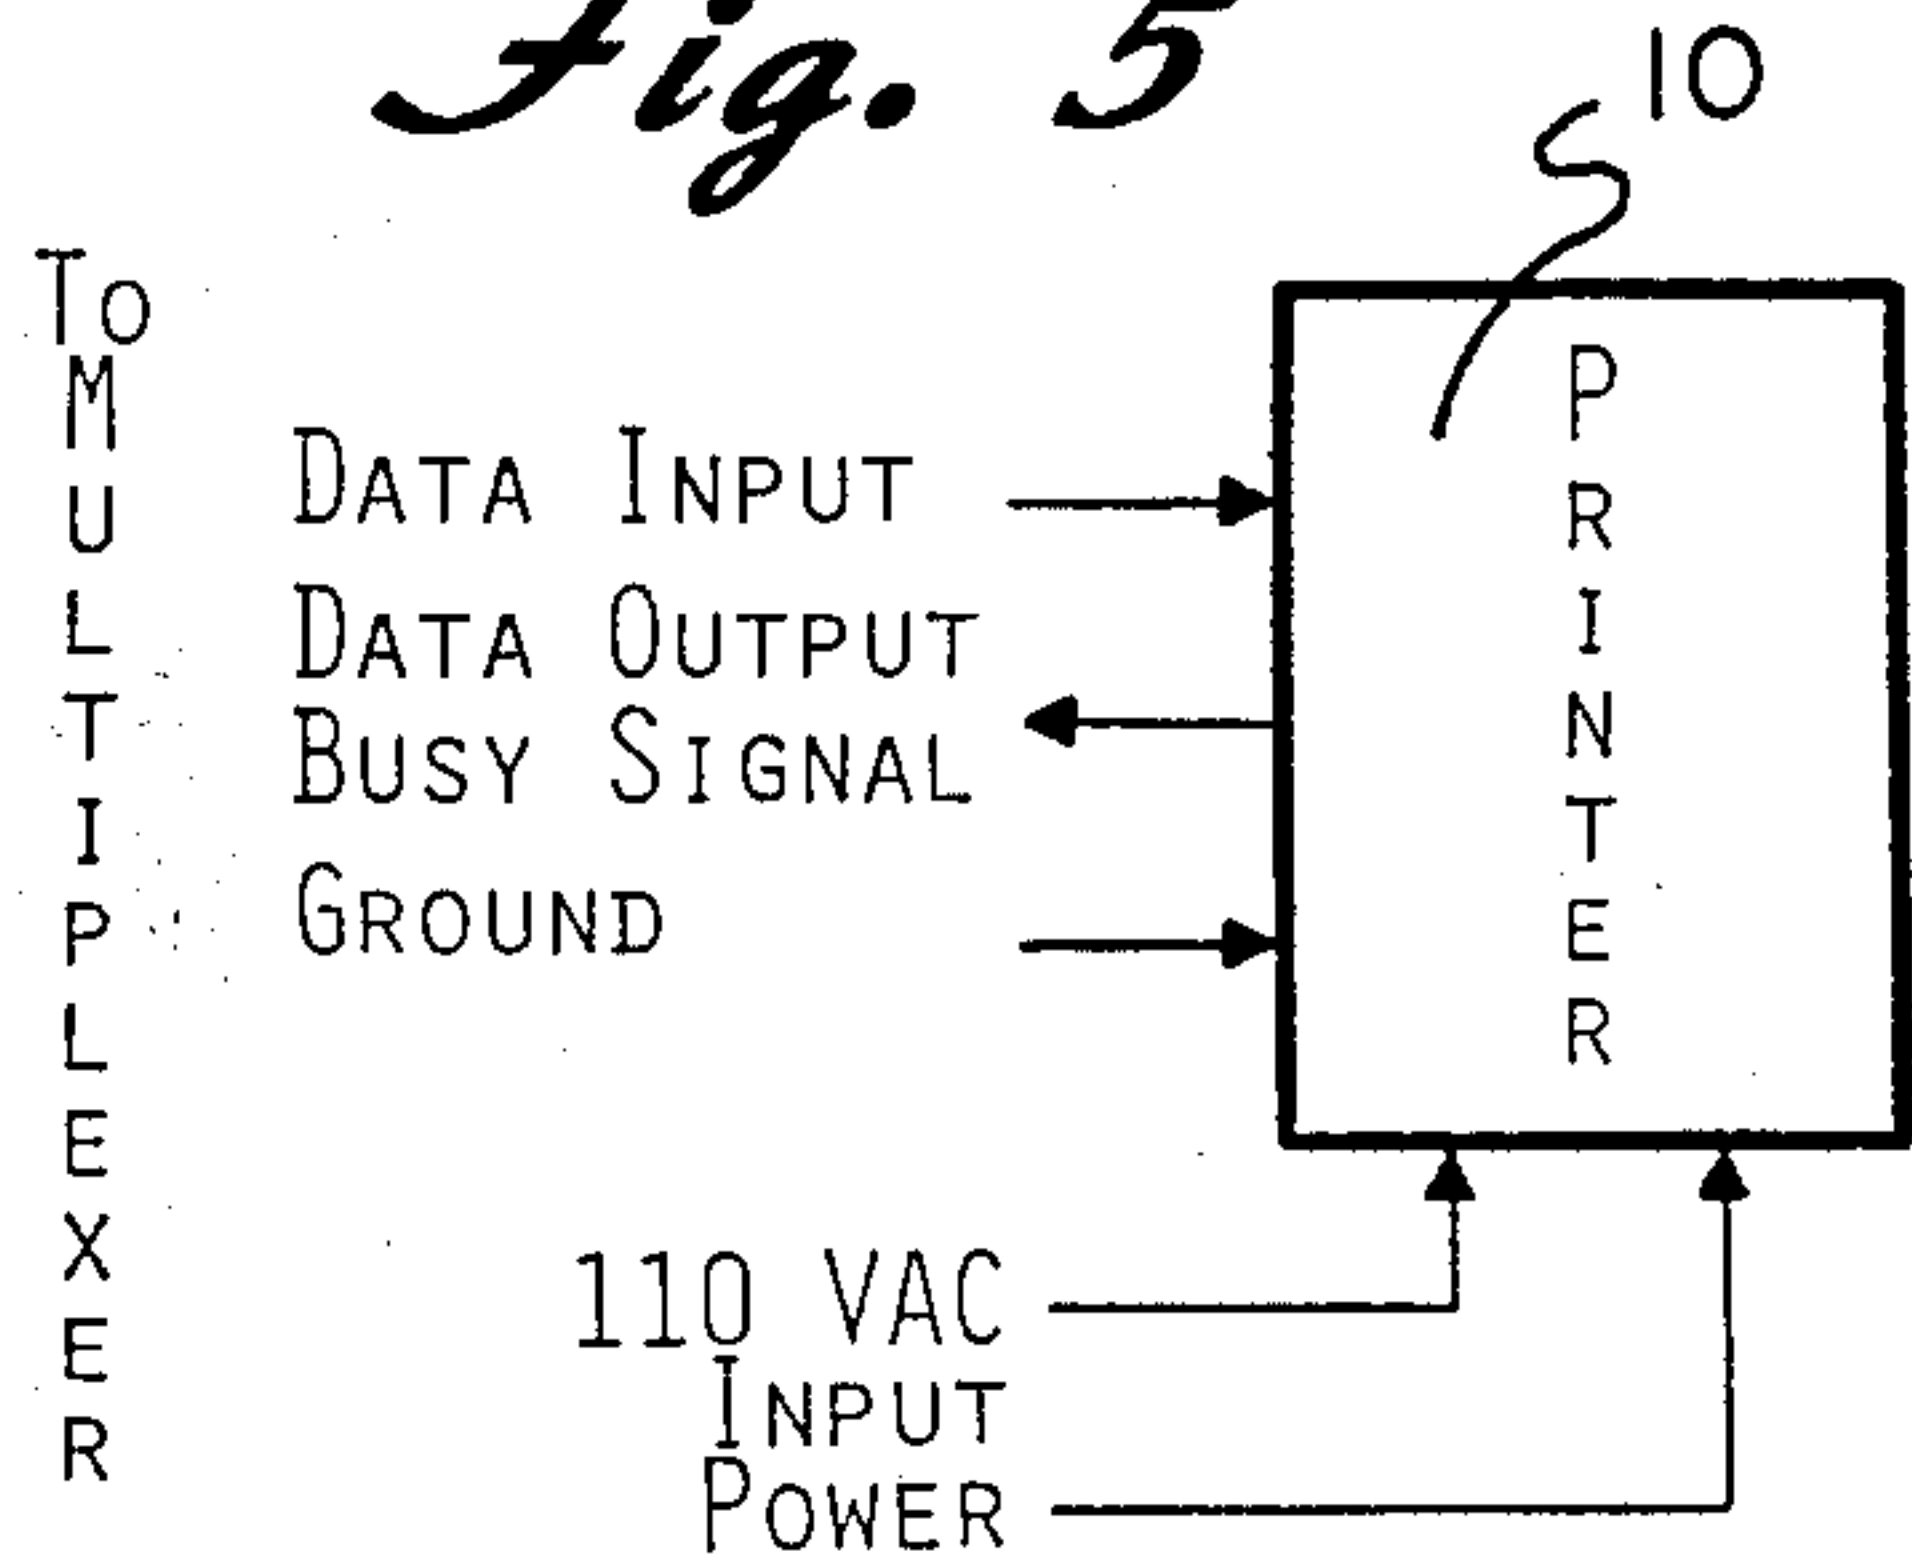 Fig. 5
10
To
MULTIPLEXER
DATA INPUT
DATA OUTPUT
BUSY SIGNAL
GROUND
PRINTER
110 VAC
INPUT
POWER